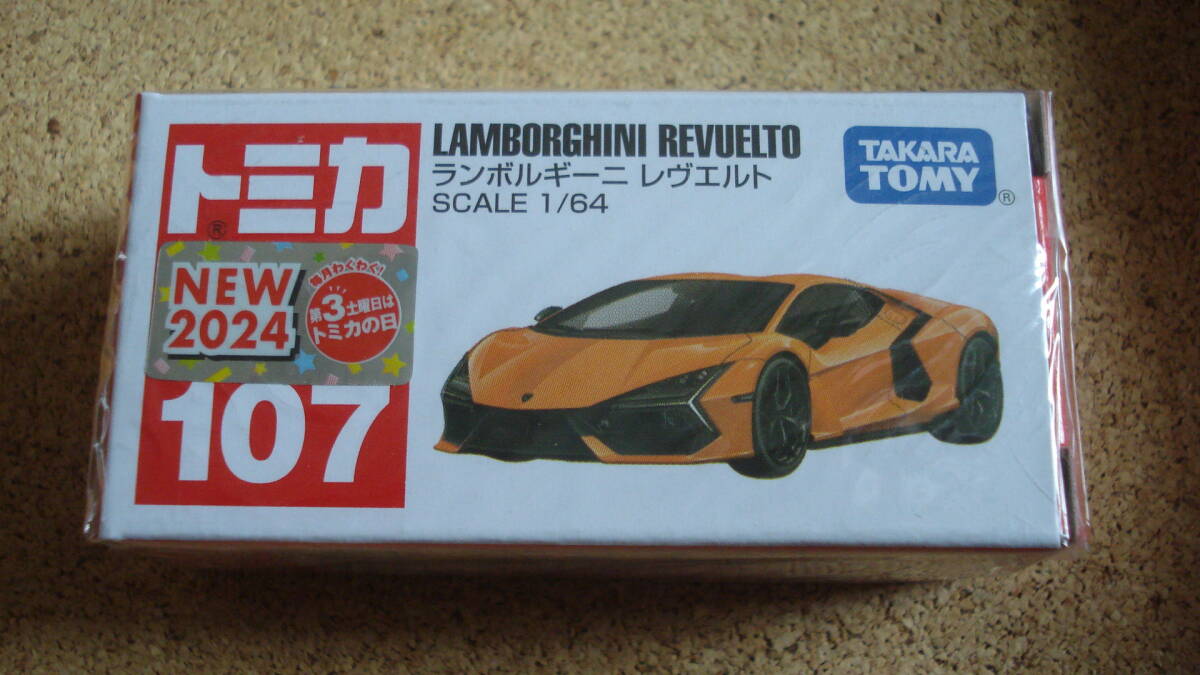 トミカ
®
NEW
2024
毎月わくわく!
第3土曜日は
トミカの日
107
LAMBORGHINI REVUELTO
ランボルギーニ レヴエルト
SCALE 1/64
TAKARA
TOMY
®